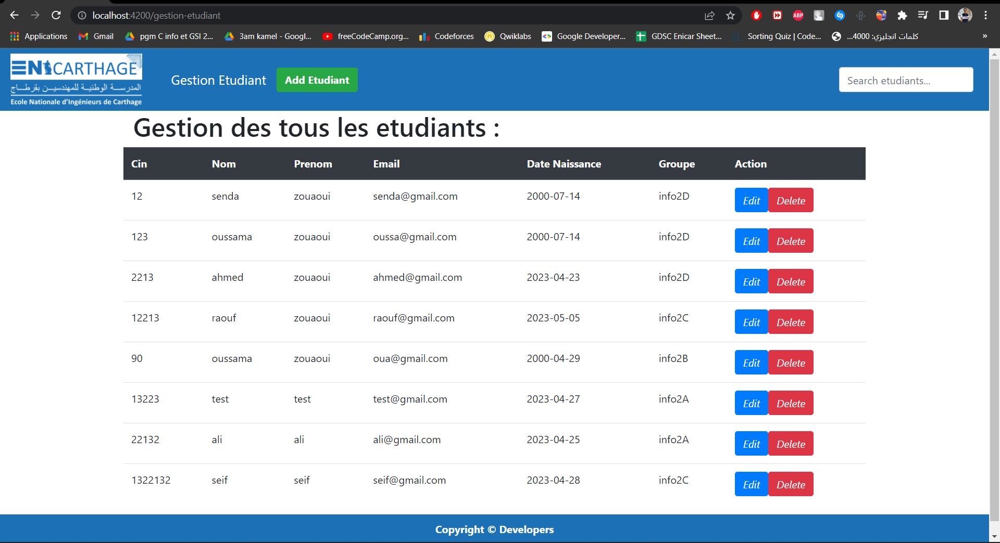 localhost:4200/gestion-etudiant
Applications Gmail pgm C info et GSI 2... 3am kamel - Googl... freeCodeCamp.org... Codeforces Qwiklabs Google Developer... GDSC Enicar Sheet... Sorting Quiz | Code... كلمات انجليزي: 4000... »
ENICARTHAGE
المدرســـة الوطنيــة للمهندسيــن بقرطــاج
Ecole Nationale d'Ingénieurs de Carthage
Gestion Etudiant Add Etudiant Search etudiants...
Gestion des tous les etudiants :
Cin Nom Prenom Email Date Naissance Groupe Action
12 senda zouaoui senda@gmail.com 2000-07-14 info2D Edit Delete
123 oussama zouaoui oussa@gmail.com 2000-07-14 info2D Edit Delete
2213 ahmed zouaoui ahmed@gmail.com 2023-04-23 info2D Edit Delete
12213 raouf zouaoui raouf@gmail.com 2023-05-05 info2C Edit Delete
90 oussama zouaoui oua@gmail.com 2000-04-29 info2B Edit Delete
13223 test test test@gmail.com 2023-04-27 info2A Edit Delete
22132 ali ali ali@gmail.com 2023-04-25 info2A Edit Delete
1322132 seif seif seif@gmail.com 2023-04-28 info2C Edit Delete
Copyright © Developers